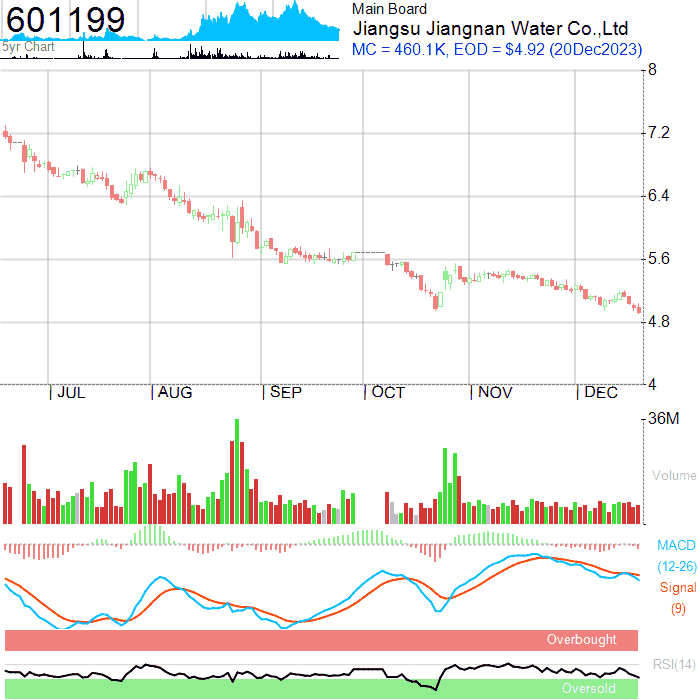 601199
5yr Chart
Main Board
Jiangsu Jiangnan Water Co.,Ltd
MC = 460.1K, EOD = $4.92 (20Dec2023)
8
7.2
6.4
5.6
4.8
4
JUL AUG SEP OCT NOV DEC
36M
Volume
MACD
(12-26)
Signal
(9)
Overbought
RSI(14)
Oversold